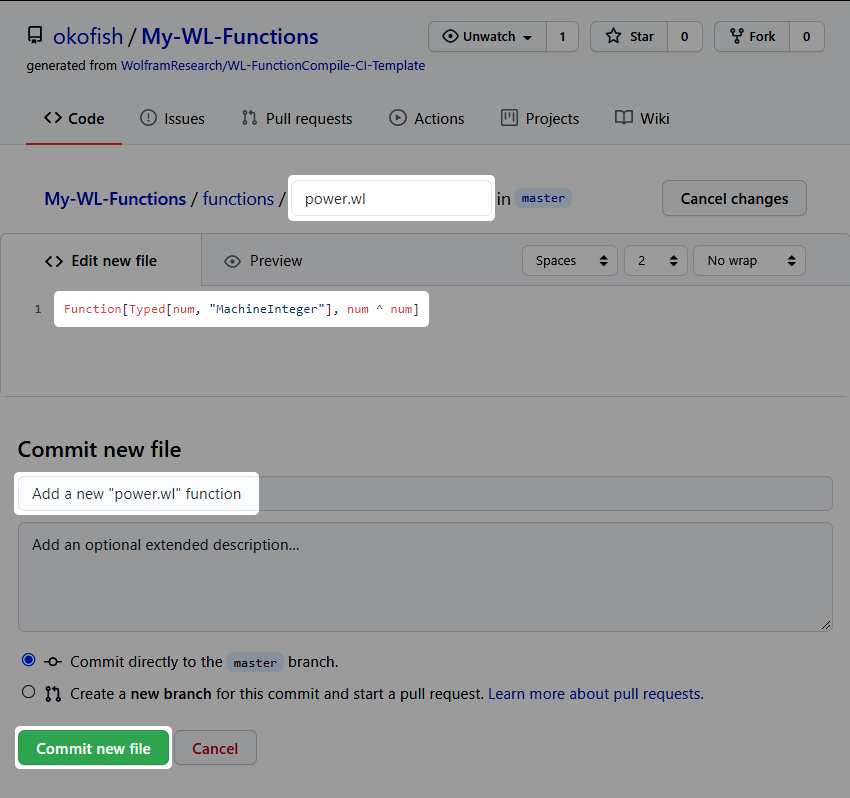 okofish / My-WL-Functions
Unwatch 1 Star 0 Fork 0
generated from WolframResearch/WL-FunctionCompile-CI-Template
Code Issues Pull requests Actions Projects Wiki
My-WL-Functions / functions / power.wl in master Cancel changes
Edit new file Preview Spaces 2 No wrap
1 Function[Typed[num, "MachineInteger"], num ^ num]
Commit new file
Add a new "power.wl" function
Add an optional extended description...
Commit directly to the master branch.
Create a new branch for this commit and start a pull request. Learn more about pull requests.
Commit new file Cancel